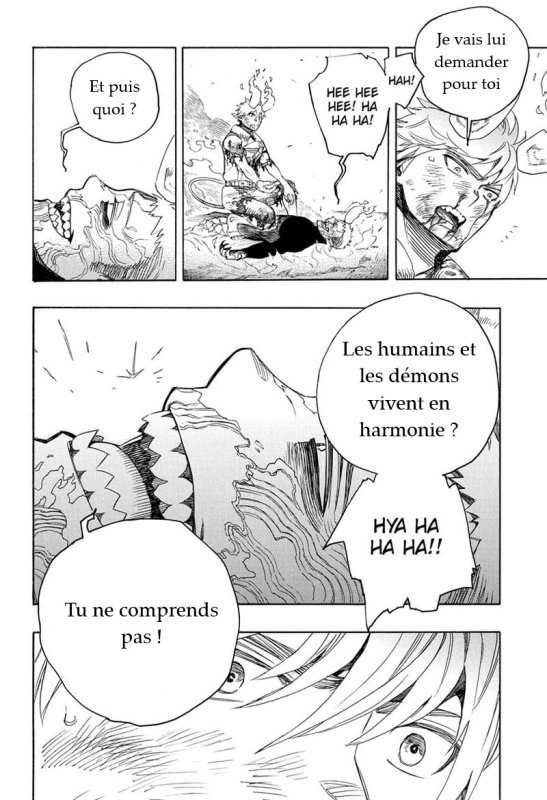 Je vais lui
demander
pour toi
HAH!
HEE HEE
HEE! HA
HA HA!
Et puis
quoi ?
Les humains et
les démons
vivent en
harmonie ?
HYA HA
HA HA!!
Tu ne comprends
pas !